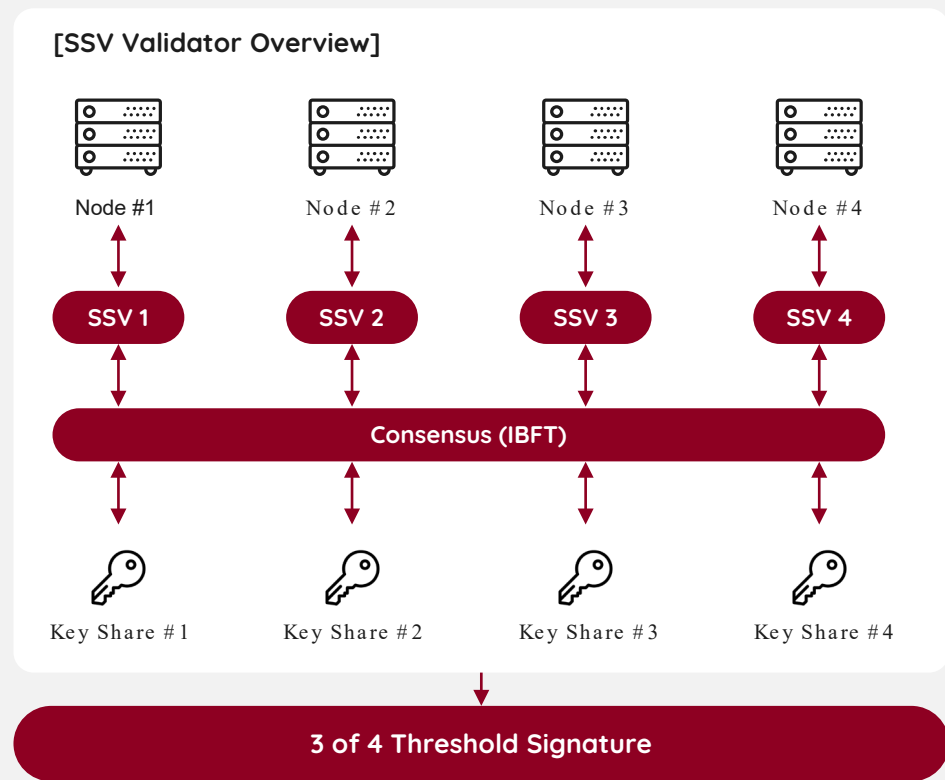 [SSV Validator Overview]
Node #1
Node #2
Node #3
Node #4
SSV 1
SSV 2
SSV 3
SSV 4
Consensus (IBFT)
Key Share #1
Key Share #2
Key Share #3
Key Share #4
3 of 4 Threshold Signature